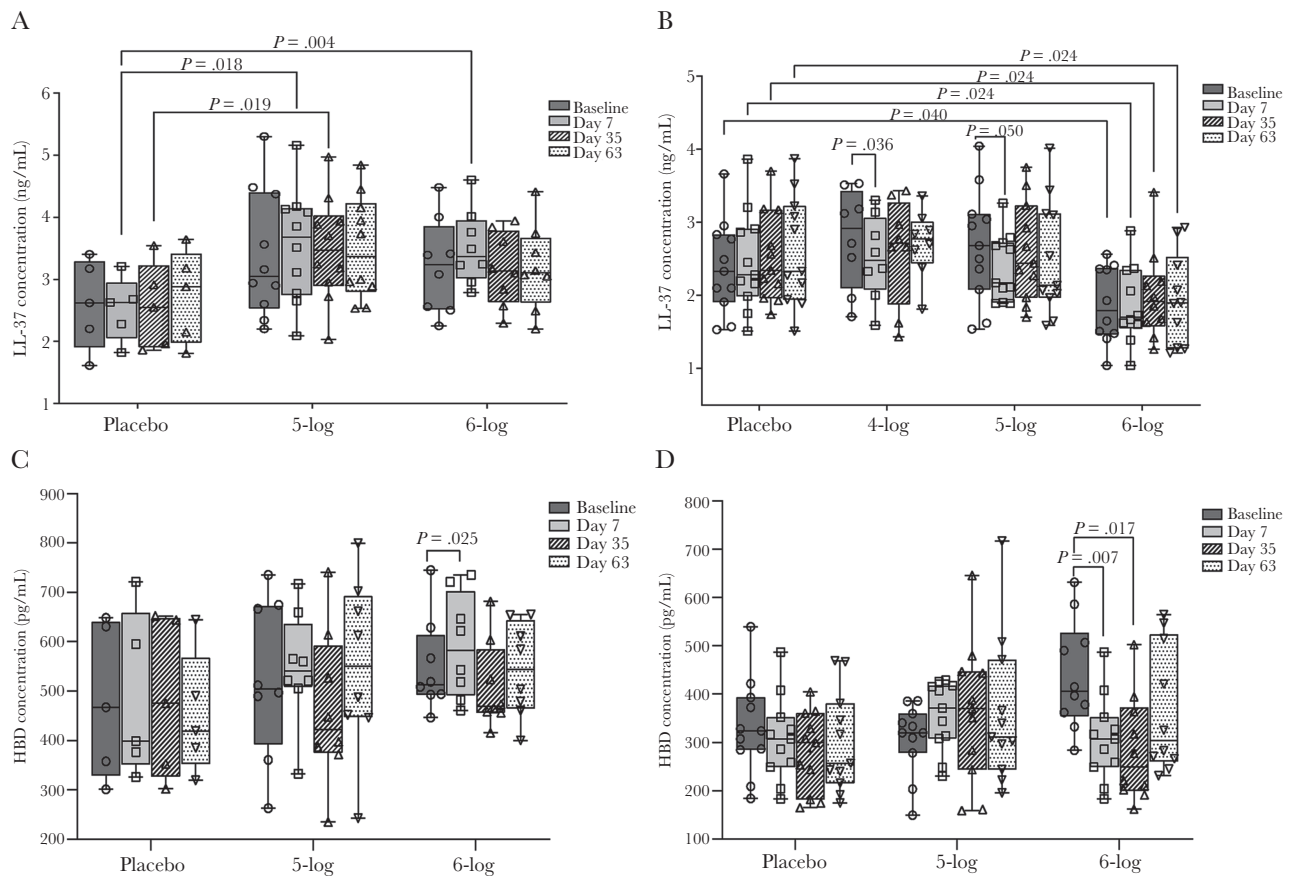 A
P = .004
P = .018
P = .019
6
5
4
3
2
1
LL-37 concentration (ng/mL)
Placebo
5-log
6-log
Baseline
Day 7
Day 35
Day 63
B
P = .024
P = .024
P = .024
P = .040
P = .050
P = .036
5
4
3
2
1
LL-37 concentration (ng/mL)
Placebo
4-log
5-log
6-log
Baseline
Day 7
Day 35
Day 63
C
P = .025
900
800
700
600
500
400
300
200
HBD concentration (pg/mL)
Placebo
5-log
6-log
Baseline
Day 7
Day 35
Day 63
D
P = .017
P = .007
800
700
600
500
400
300
200
100
HBD concentration (pg/mL)
Placebo
5-log
6-log
Baseline
Day 7
Day 35
Day 63